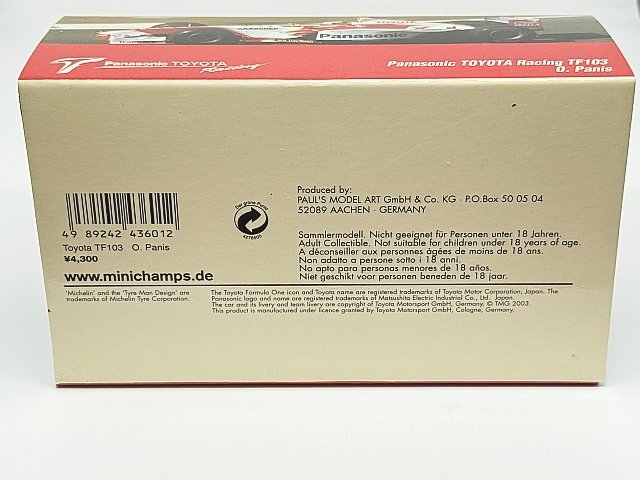 TOYOTA
Panasonic
Panasonic TOYOTA
Racing
Panasonic TOYOTA Racing TF103
O. Panis
4 989242 436012
Toyota TF103 O. Panis
¥4,300
www.minichamps.de
Der grüne Punkt
Produced by:
PAUL'S MODEL ART GmbH & Co. KG · P.O.Box 50 05 04
52089 AACHEN · GERMANY
Sammlermodell. Nicht geeignet für Personen unter 18 Jahren.
Adult Collectible. Not suitable for children under 18 years of age.
A déconseiller aux personnes âgées de moins de 18 ans.
Non adatto a persone sotto i 18 anni.
No apto para personas menores de 18 años.
Niet geschikt voor personen beneden de 18 jaar.
'Michelin' and the 'Tyre Man Design' are
trademarks of Michelin Tyre Corporation.
The Toyota Formula One icon and Toyota name are registered trademarks of Toyota Motor Corporation, Japan. The
Panasonic logo and name are registered trademarks of Matsushita Electric Industrial Co., Ltd. Japan.
The car and its livery and team livery are copyright of Toyota Motorsport GmbH, Germany. © TMG 2003.
This product is manufactured under licence granted by Toyota Motorsport GmbH, Cologne, Germany.